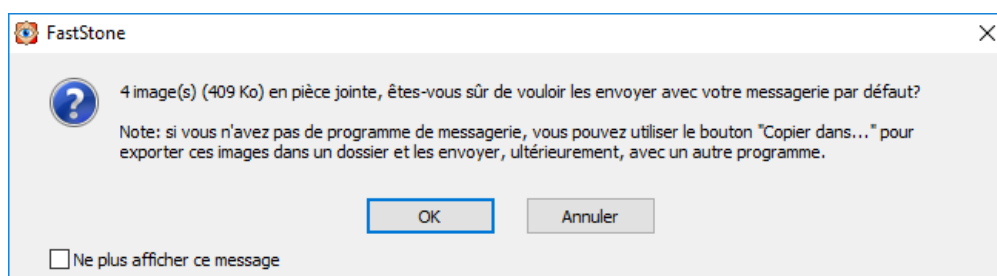 FastStone
4 image(s) (409 Ko) en pièce jointe, êtes-vous sûr de vouloir les envoyer avec votre messagerie par défaut?
Note: si vous n'avez pas de programme de messagerie, vous pouvez utiliser le bouton "Copier dans..." pour
exporter ces images dans un dossier et les envoyer, ultérieurement, avec un autre programme.
OK
Annuler
Ne plus afficher ce message